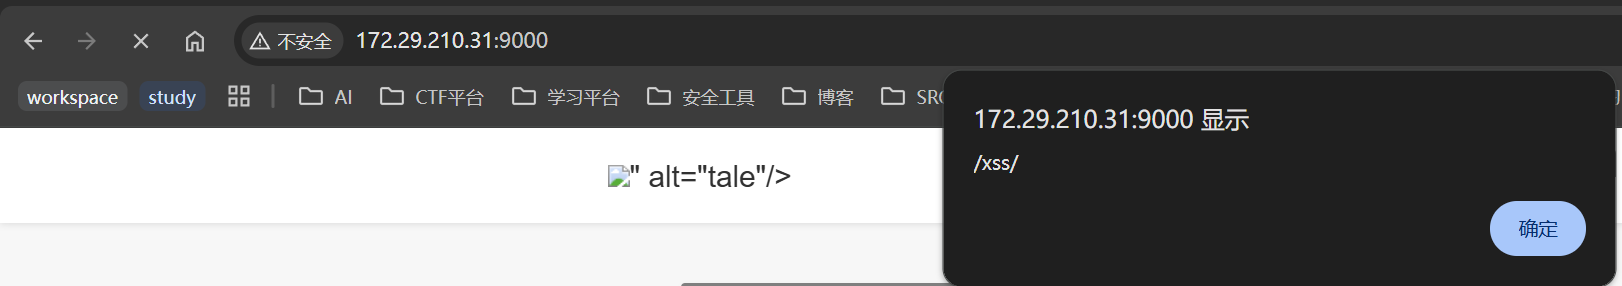 不安全 172.29.210.31:9000
workspace study AI CTF平台 学习平台 安全工具 博客 SRC
172.29.210.31:9000 显示
/xss/
" alt="tale"/>
确定